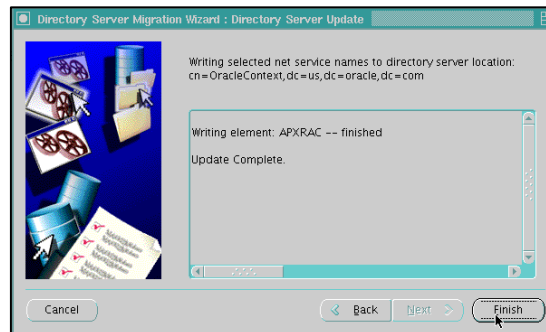 Directory Server Migration Wizard : Directory Server Update
Writing selected net service names to directory server location:
cn=OracleContext,dc=us,dc=oracle,dc=com
Writing element: APXRAC -- finished
Update Complete.
Cancel
Back
Next
Finish